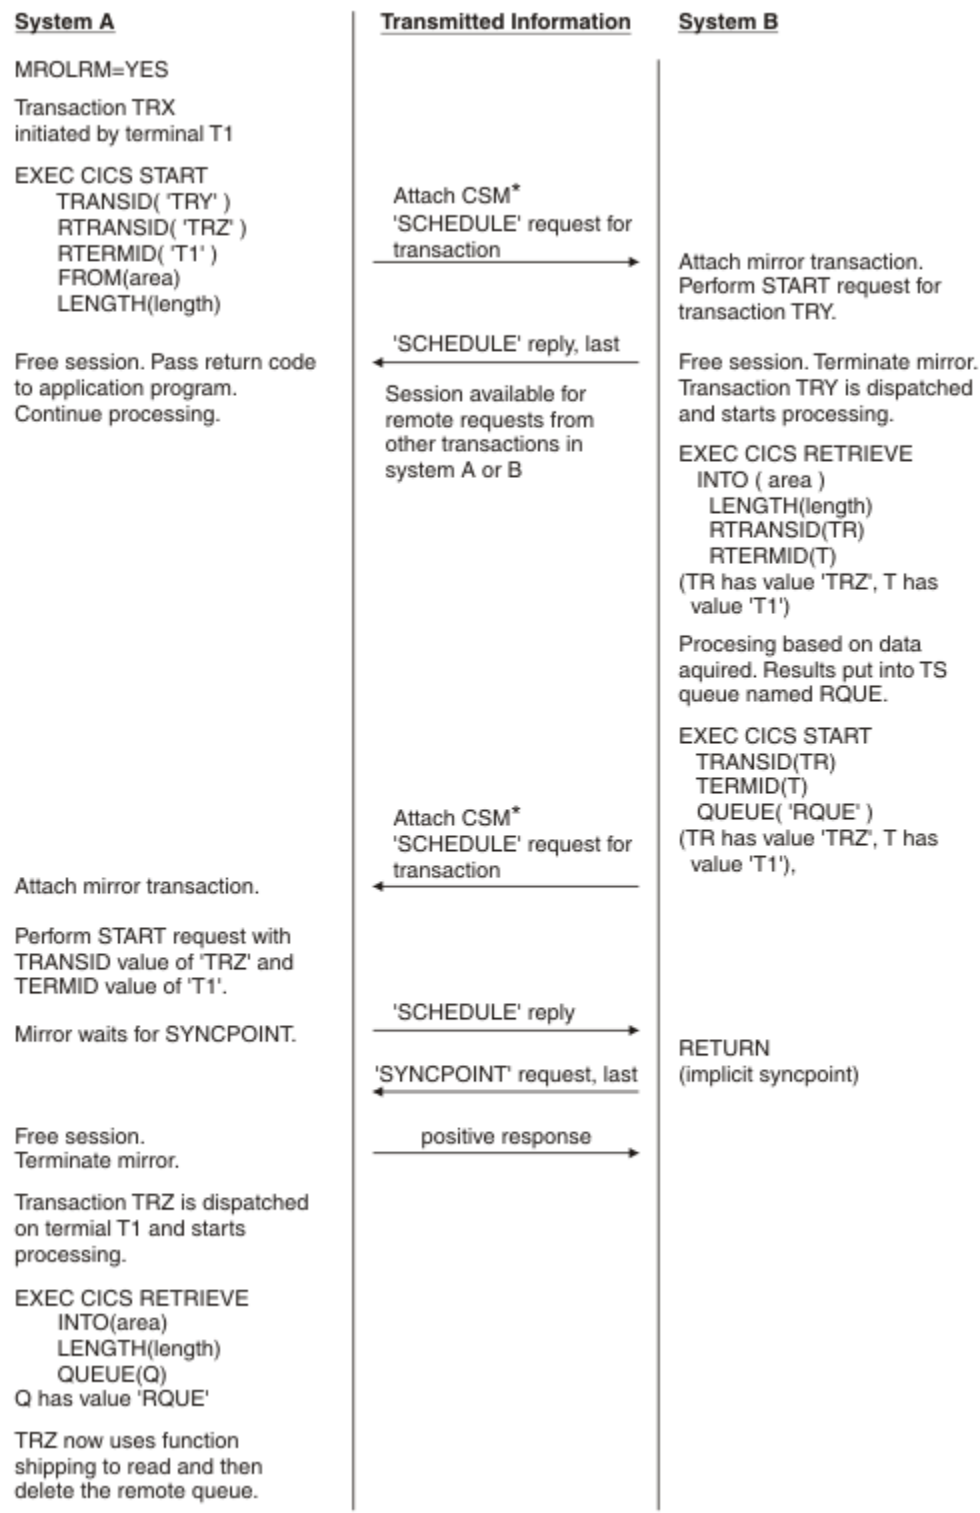 System A
Transmitted Information
System B
MROLRM=YES
Transaction TRX
initiated by terminal T1
EXEC CICS START
TRANSID( 'TRY' )
RTRANSID( 'TRZ' )
RTERMID( 'T1' )
FROM(area)
LENGTH(length)
Attach CSM*
'SCHEDULE' request for
transaction
Attach mirror transaction.
Perform START request for
transaction TRY.
'SCHEDULE' reply, last
Free session. Pass return code
to application program.
Continue processing.
Session available for
remote requests from
other transactions in
system A or B
Free session. Terminate mirror.
Transaction TRY is dispatched
and starts processing.
EXEC CICS RETRIEVE
INTO ( area )
LENGTH(length)
RTRANSID(TR)
RTERMID(T)
(TR has value 'TRZ', T has
value 'T1')
Procesing based on data
aquired. Results put into TS
queue named RQUE.
EXEC CICS START
TRANSID(TR)
TERMID(T)
QUEUE( 'RQUE' )
(TR has value 'TRZ', T has
value 'T1'),
Attach CSM*
'SCHEDULE' request for
transaction
Attach mirror transaction.
Perform START request with
TRANSID value of 'TRZ' and
TERMID value of 'T1'.
'SCHEDULE' reply
Mirror waits for SYNCPOINT.
RETURN
(implicit syncpoint)
'SYNCPOINT' request, last
Free session.
Terminate mirror.
positive response
Transaction TRZ is dispatched
on termial T1 and starts
processing.
EXEC CICS RETRIEVE
INTO(area)
LENGTH(length)
QUEUE(Q)
Q has value 'RQUE'
TRZ now uses function
shipping to read and then
delete the remote queue.